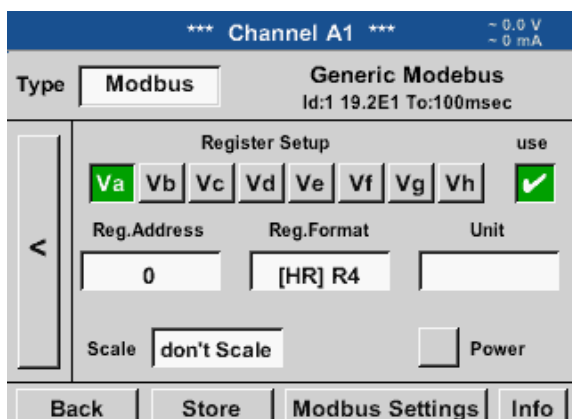 *** Channel A1 ***
~ 0.0 V
~ 0 mA
Type Modbus Generic Modebus
Id:1 19.2E1 To:100msec
Register Setup use
Va Vb Vc Vd Ve Vf Vg Vh
Reg.Address Reg.Format Unit
<
0 [HR] R4
Scale don't Scale Power
Back Store Modbus Settings Info